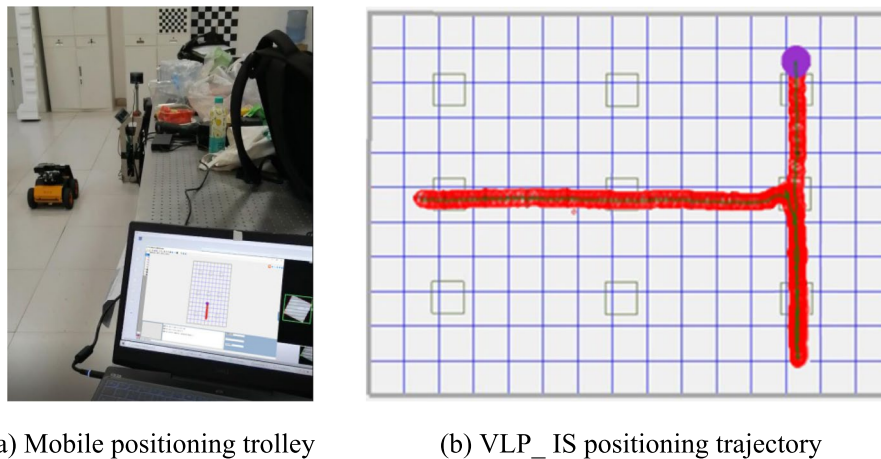 a) Mobile positioning trolley
(b) VLP_ IS positioning trajectory